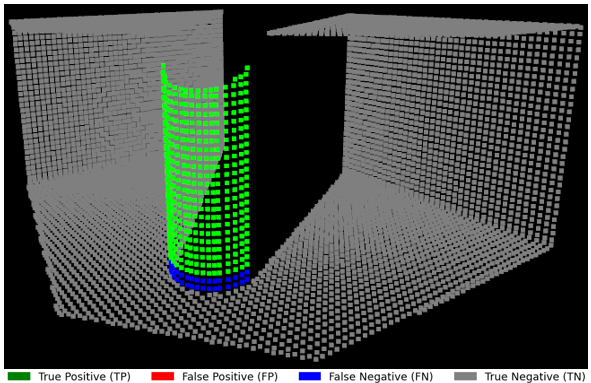 True Positive (TP) False Positive (FP) False Negative (FN) True Negative (TN)